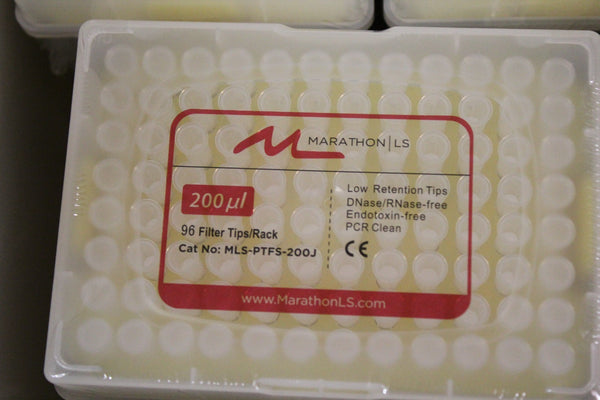 MARATHON|LS
200µl
96 Filter Tips/Rack
Cat No: MLS-PTFS-200J
Low Retention Tips
DNase/RNase-free
Endotoxin-free
PCR Clean
CE
www.MarathonLS.com